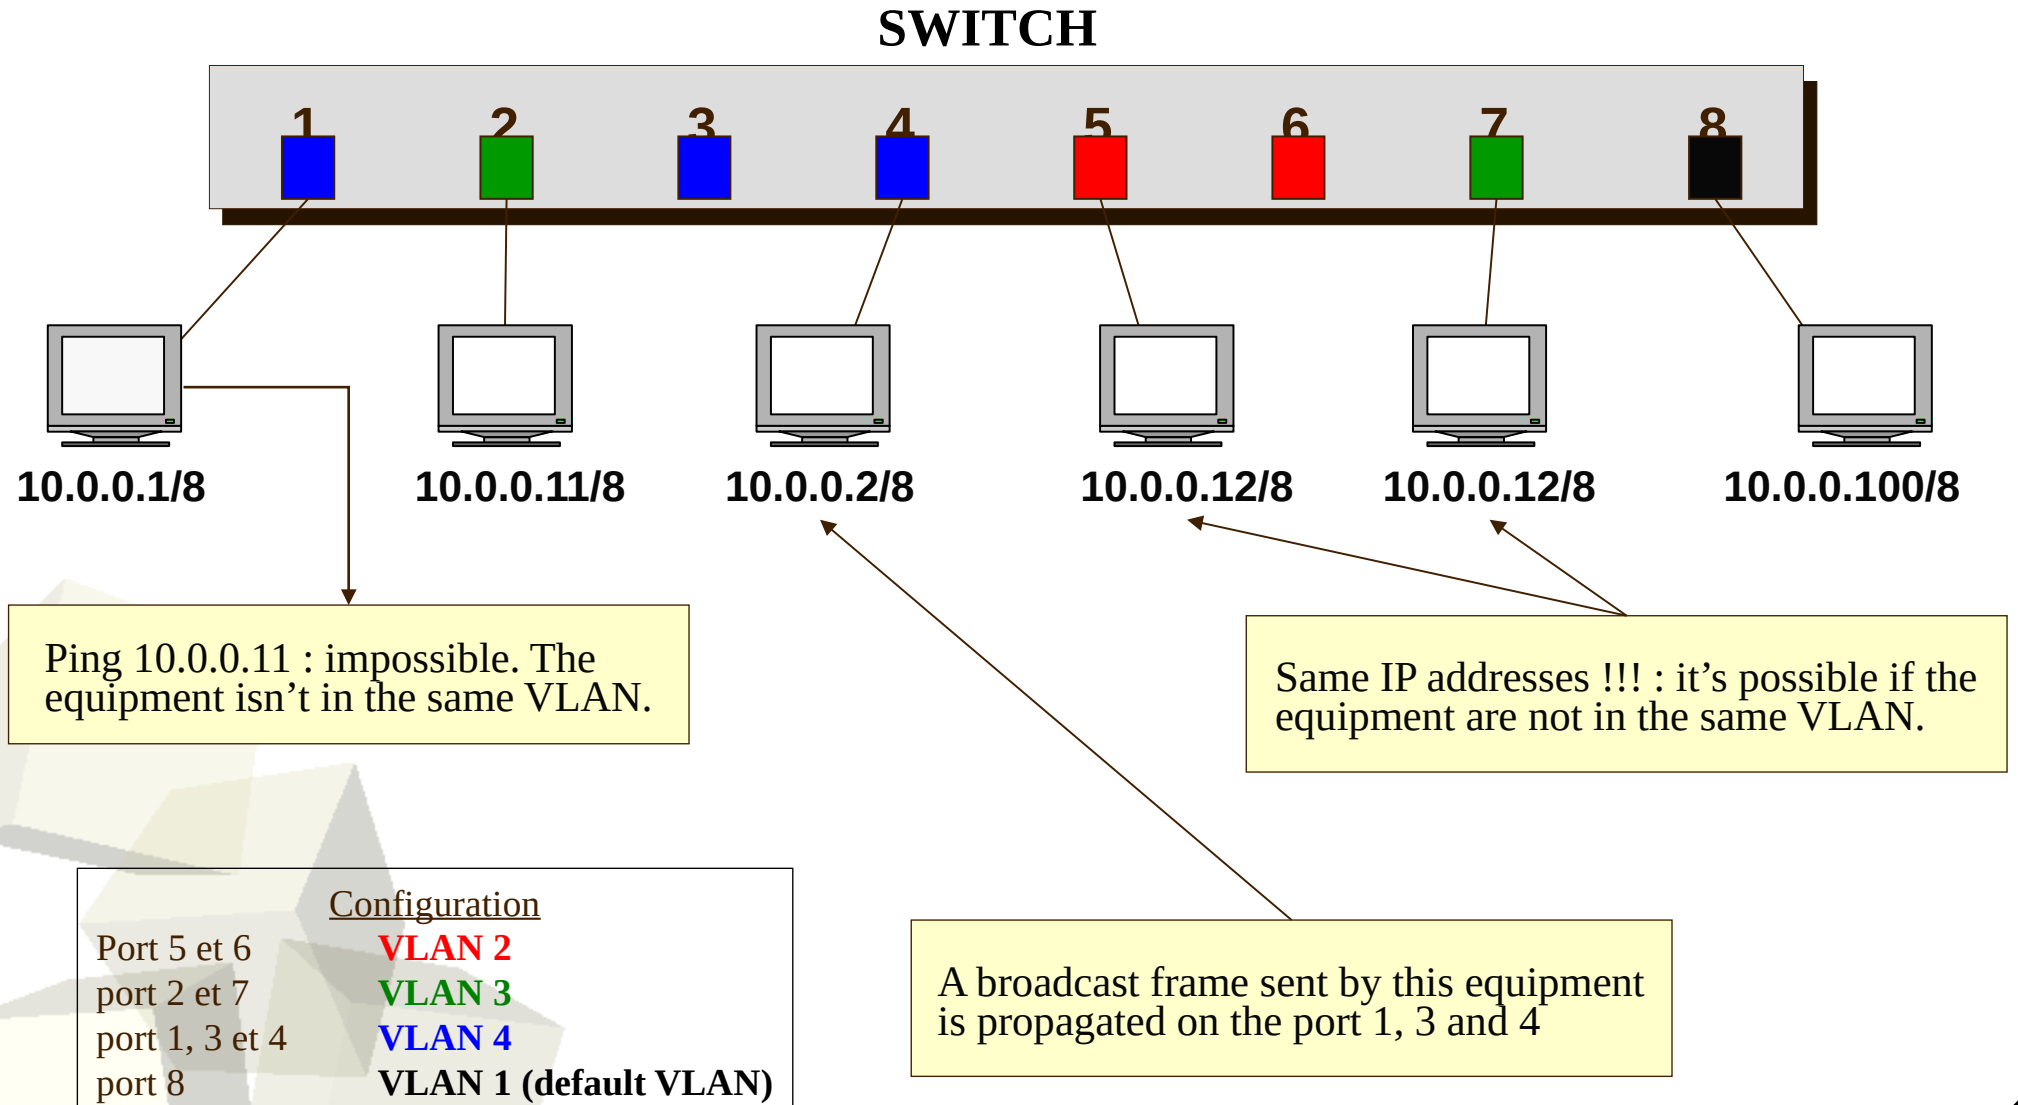 SWITCH
1 2 3 4 5 6 7 8
10.0.0.1/8 10.0.0.11/8 10.0.0.2/8 10.0.0.12/8 10.0.0.12/8 10.0.0.100/8
Ping 10.0.0.11 : impossible. The
equipment isn’t in the same VLAN.
Same IP addresses !!! : it’s possible if the
equipment are not in the same VLAN.
Configuration
Port 5 et 6 VLAN 2
port 2 et 7 VLAN 3
port 1, 3 et 4 VLAN 4
port 8 VLAN 1 (default VLAN)
A broadcast frame sent by this equipment
is propagated on the port 1, 3 and 4